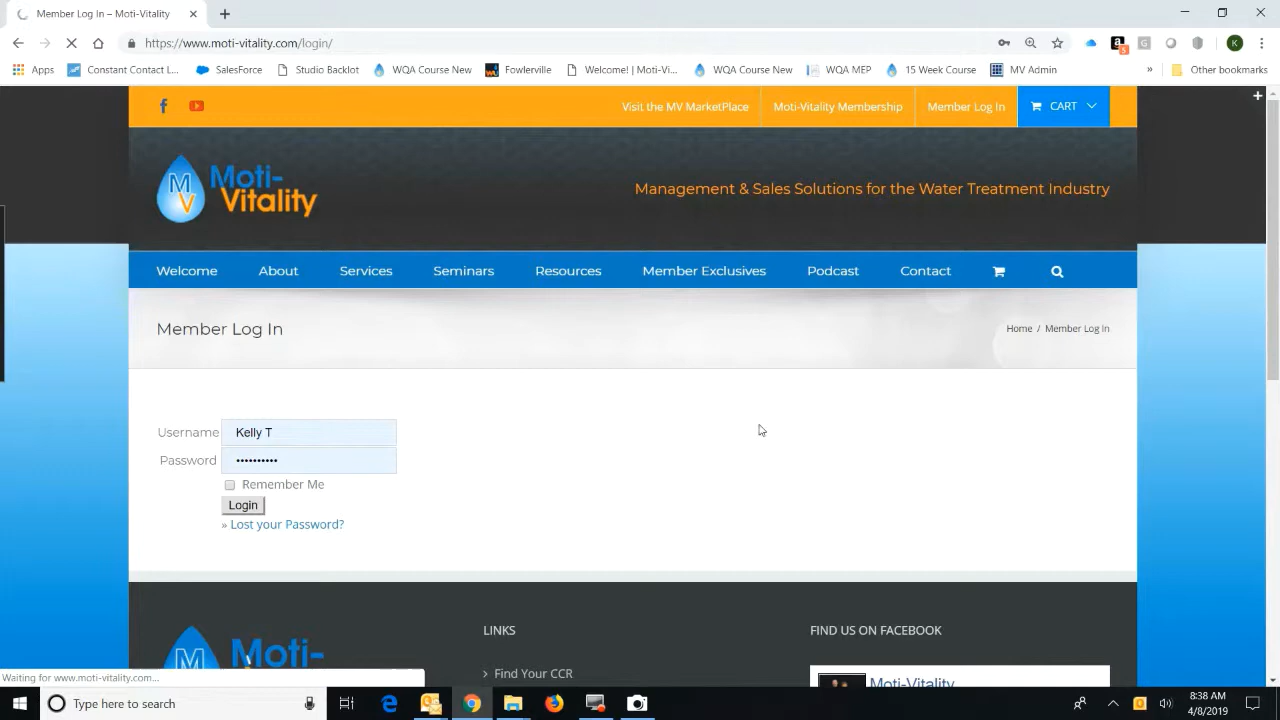 Member Log In – Moti-Vitality
https://www.moti-vitality.com/login/
Apps
Constant Contact L...
SalesForce
Studio Backlot
WQA Course New
Fowlerville
Welcome! | Moti-Vi...
WQA Course New
WQA MEP
15 Week Course
MV Admin
»
Other bookmarks
Visit the MV MarketPlace
Moti-Vitality Membership
Member Log In
CART
MV Moti-
Vitality
Management & Sales Solutions for the Water Treatment Industry
Welcome About Services Seminars Resources Member Exclusives Podcast Contact
Member Log In
Home / Member Log In
Username Kelly T
Password ••••••••••
Remember Me
Login
» Lost your Password?
Moti-
LINKS
Find Your CCR
FIND US ON FACEBOOK
Moti-Vitality
Waiting for www.moti-vitality.com...
Type here to search
8:38 AM
4/8/2019